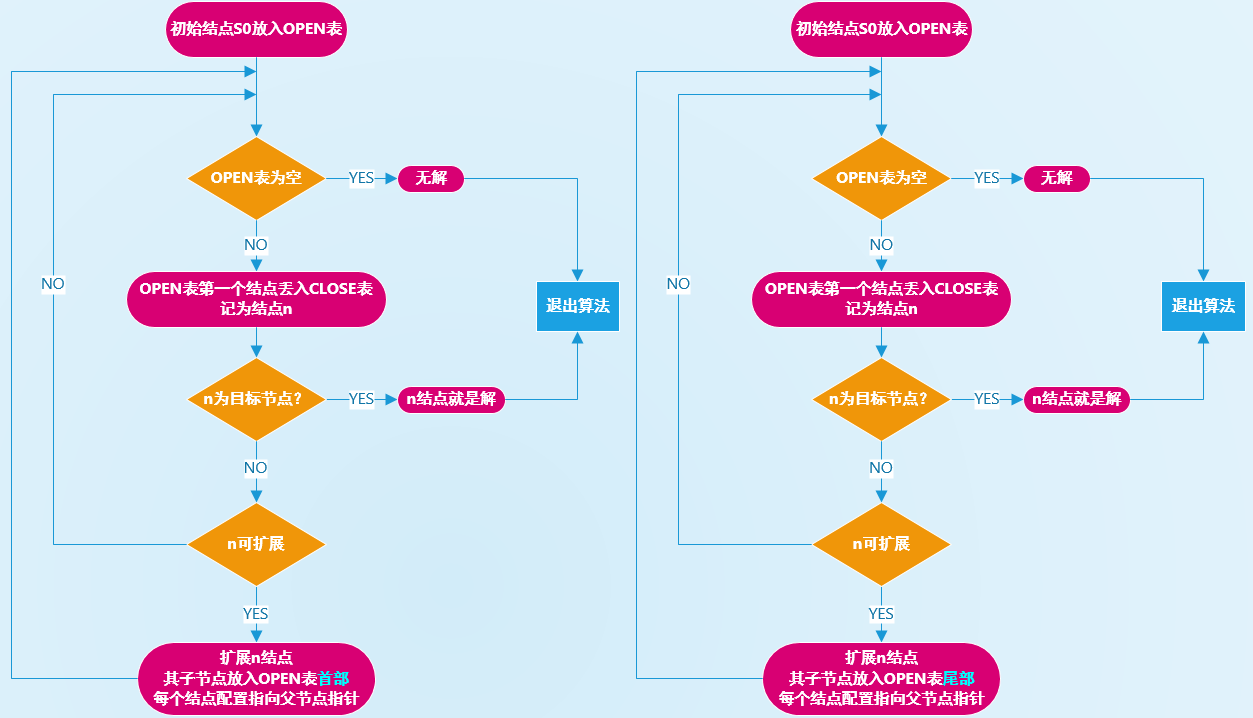 初始结点S0放入OPEN表
OPEN表为空
YES
无解
NO
OPEN表第一个结点丢入CLOSE表
记为结点n
NO
退出算法
n为目标节点？
YES
n结点就是解
NO
n可扩展
YES
扩展n结点
其子节点放入OPEN表首部
每个结点配置指向父节点指针
初始结点S0放入OPEN表
OPEN表为空
YES
无解
NO
OPEN表第一个结点丢入CLOSE表
记为结点n
NO
退出算法
n为目标节点？
YES
n结点就是解
NO
n可扩展
YES
扩展n结点
其子节点放入OPEN表尾部
每个结点配置指向父节点指针